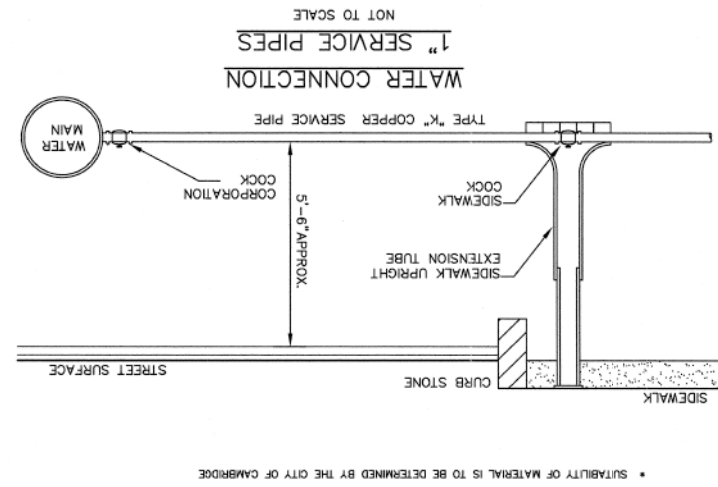 * SUITABILITY OF MATERIAL IS TO BE DETERMINED BY THE CITY OF CAMBRIDGE
SIDEWALK
CURB STONE
STREET SURFACE
SIDEWALK UPRIGHT
EXTENSION TUBE
5'-6" APPROX.
SIDEWALK
COCK
CORPORATION
COCK
WATER
MAIN
TYPE "K" COPPER SERVICE PIPE
WATER CONNECTION
1" SERVICE PIPES
NOT TO SCALE